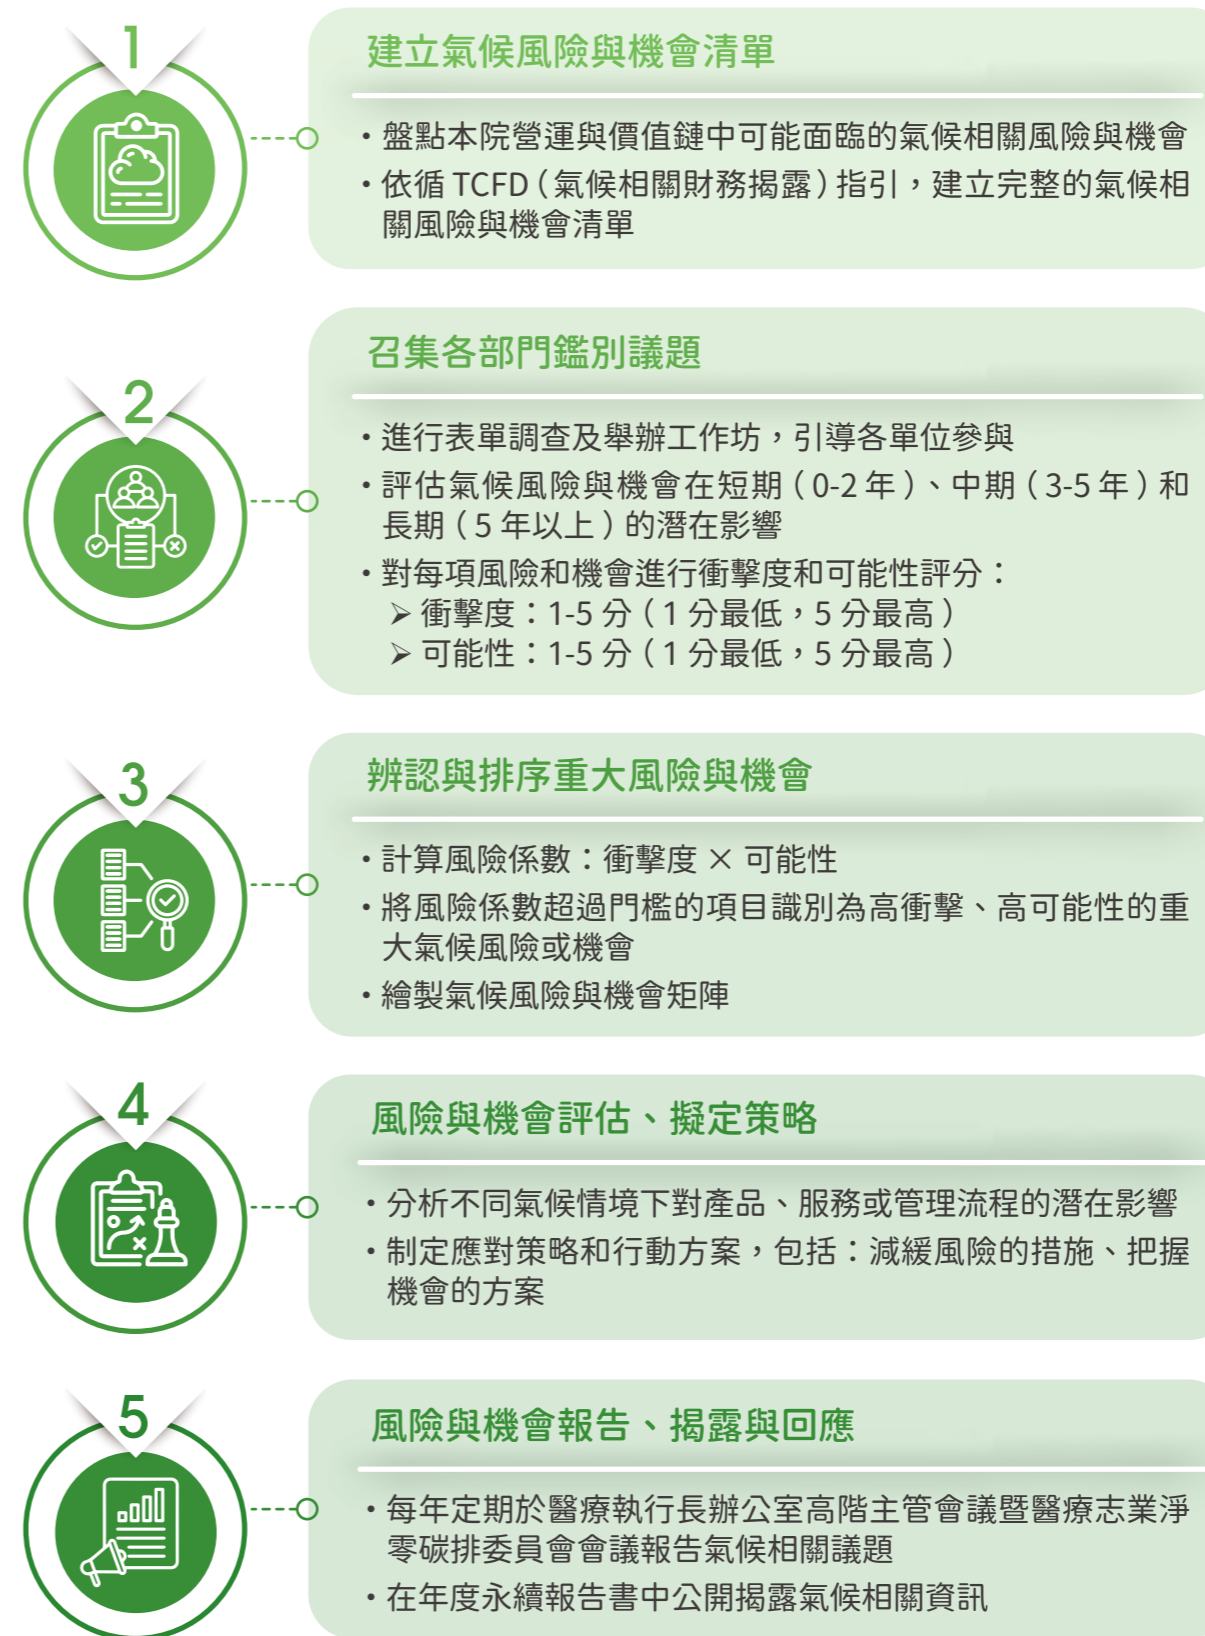 1
建立氣候風險與機會清單
・盤點本院營運與價值鏈中可能面臨的氣候相關風險與機會
・依循 TCFD（氣候相關財務揭露）指引，建立完整的氣候相
關風險與機會清單
2
召集各部門鑑別議題
・進行表單調查及舉辦工作坊，引導各單位參與
・評估氣候風險與機會在短期（0-2 年）、中期（3-5 年）和
長期（5 年以上）的潛在影響
・對每項風險和機會進行衝擊度和可能性評分：
➢ 衝擊度：1-5 分（1 分最低，5 分最高）
➢ 可能性：1-5 分（1 分最低，5 分最高）
3
辨認與排序重大風險與機會
・計算風險係數：衝擊度 × 可能性
・將風險係數超過門檻的項目識別為高衝擊、高可能性的重
大氣候風險或機會
・繪製氣候風險與機會矩陣
4
風險與機會評估、擬定策略
・分析不同氣候情境下對產品、服務或管理流程的潛在影響
・制定應對策略和行動方案，包括：減緩風險的措施、把握
機會的方案
5
風險與機會報告、揭露與回應
・每年定期於醫療執行長辦公室高階主管會議暨醫療志業淨
零碳排委員會會議報告氣候相關議題
・在年度永續報告書中公開揭露氣候相關資訊